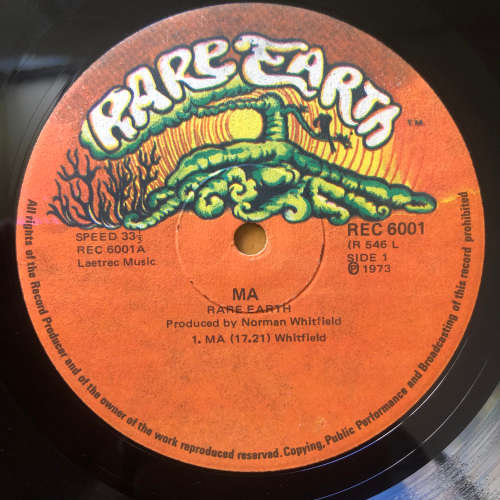 RARE EARTH
T.M.
SPEED 33⅓
REC 6001A
Laetrec Music
REC 6001
(R 546 L
SIDE 1
℗ 1973
MA
RARE EARTH
Produced by Norman Whitfield
1. MA (17.21) Whitfield
All rights of the Record Producer and of the owner of the work reproduced reserved. Copying, Public Performance and Broadcasting of this record prohibited